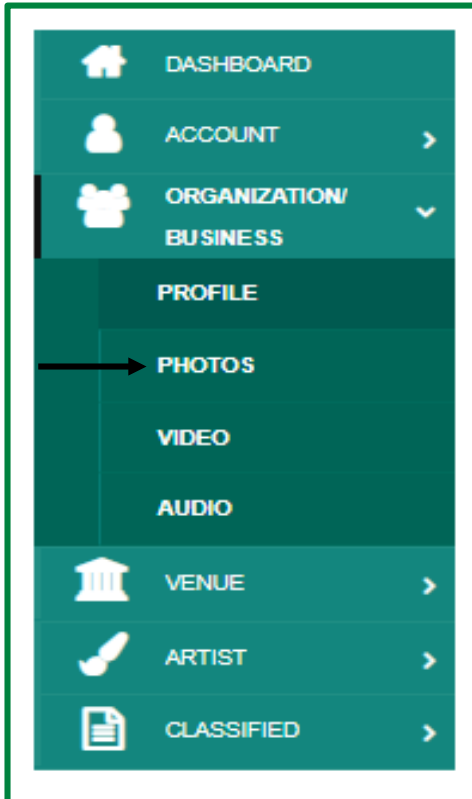 DASHBOARD
ACCOUNT
ORGANIZATION/
BUSINESS
PROFILE
PHOTOS
VIDEO
AUDIO
VENUE
ARTIST
CLASSIFIED